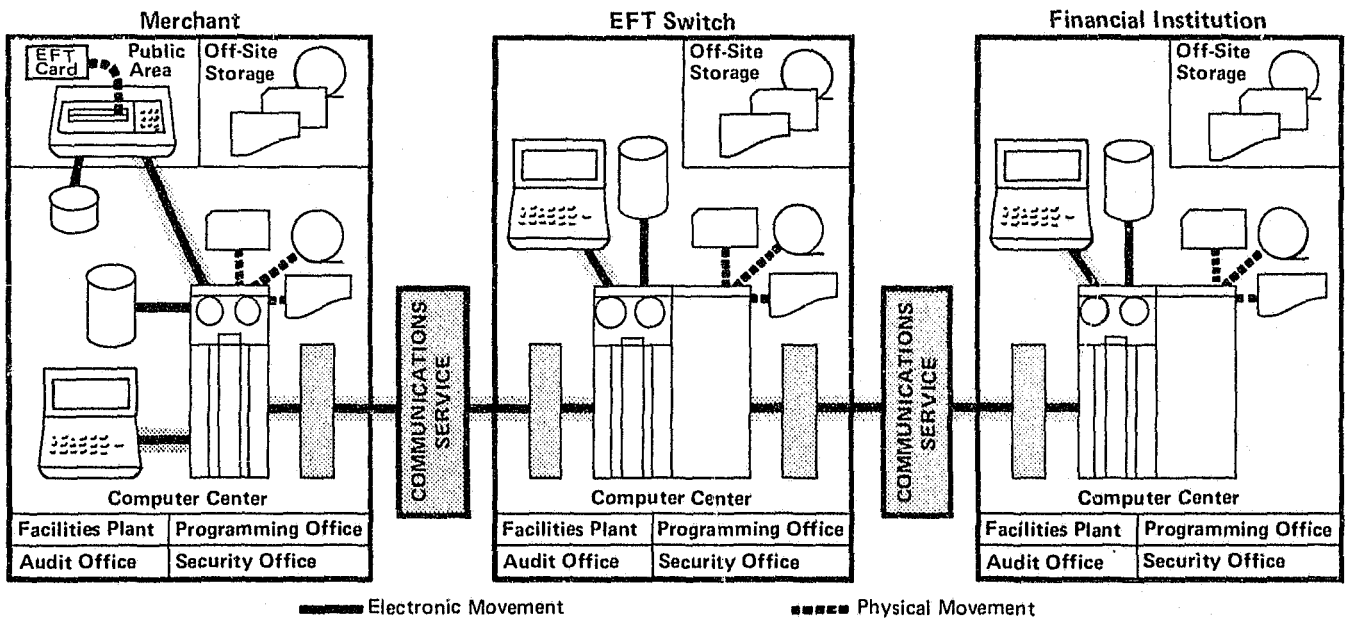 Merchant
EFT Switch
Financial Institution
EFT
Card
Public
Area
Off-Site
Storage
Off-Site
Storage
Off-Site
Storage
COMMUNICATIONS
SERVICE
COMMUNICATIONS
SERVICE
Computer Center
Computer Center
Computer Center
Facilities Plant
Programming Office
Facilities Plant
Programming Office
Facilities Plant
Programming Office
Audit Office
Security Office
Audit Office
Security Office
Audit Office
Security Office
Electronic Movement
Physical Movement